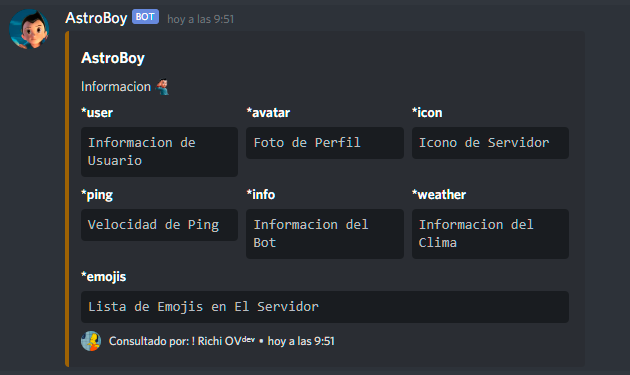 AstroBoy BOT hoy a las 9:51
AstroBoy
Informacion
*user *avatar *icon
Informacion de Usuario
Foto de Perfil
Icono de Servidor
*ping *info *weather
Velocidad de Ping
Informacion del Bot
Informacion del Clima
*emojis
Lista de Emojis en El Servidor
Consultado por: ! Richi OVᵈᵉᵛ • hoy a las 9:51